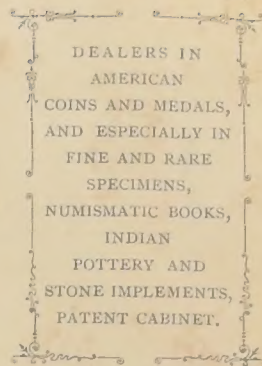 DEALERS IN
AMERICAN
COINS AND MEDALS,
AND ESPECIALLY IN
FINE AND RARE
SPECIMENS,
NUMISMATIC BOOKS,
INDIAN
POTTERY AND
STONE IMPLEMENTS,
PATENT CABINET.